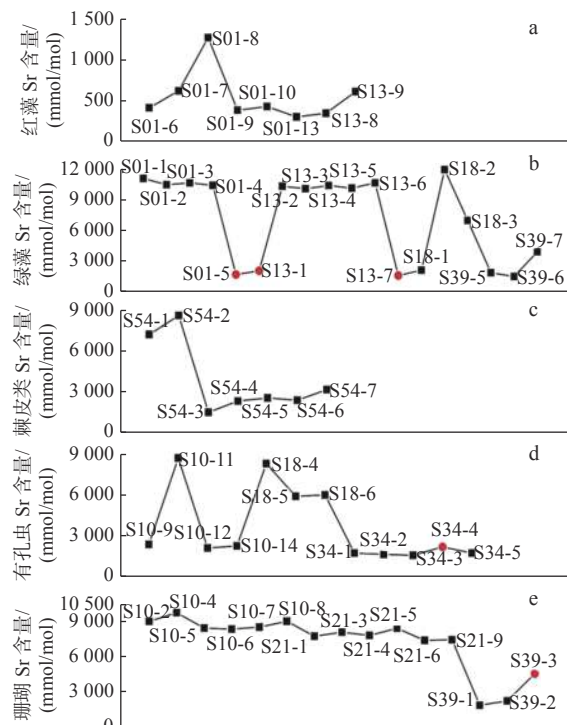 a
红藻 Sr 含量/
(mmol/mol)
1 500
1 000
500
0
S01-6
S01-7
S01-8
S01-9
S01-10
S01-13
S13-8
S13-9
b
绿藻 Sr 含量/
(mmol/mol)
12 000
9 000
6 000
3 000
0
S01-1
S01-2
S01-3
S01-4
S01-5
S13-1
S13-2
S13-3
S13-4
S13-5
S13-6
S13-7
S18-1
S18-2
S18-3
S39-5
S39-6
S39-7
c
棘皮类 Sr 含量/
(mmol/mol)
9 000
6 000
3 000
0
S54-1
S54-2
S54-3
S54-4
S54-5
S54-6
S54-7
d
有孔虫 Sr 含量/
(mmol/mol)
9 000
6 000
3 000
0
S10-9
S10-11
S10-12
S10-14
S18-4
S18-5
S18-6
S34-1
S34-2
S34-3
S34-4
S34-5
e
珊瑚 Sr 含量/
(mmol/mol)
10 500
9 000
6 000
3 000
0
S10-2
S10-4
S10-5
S10-6
S10-7
S10-8
S21-1
S21-3
S21-4
S21-5
S21-6
S21-9
S39-1
S39-2
S39-3